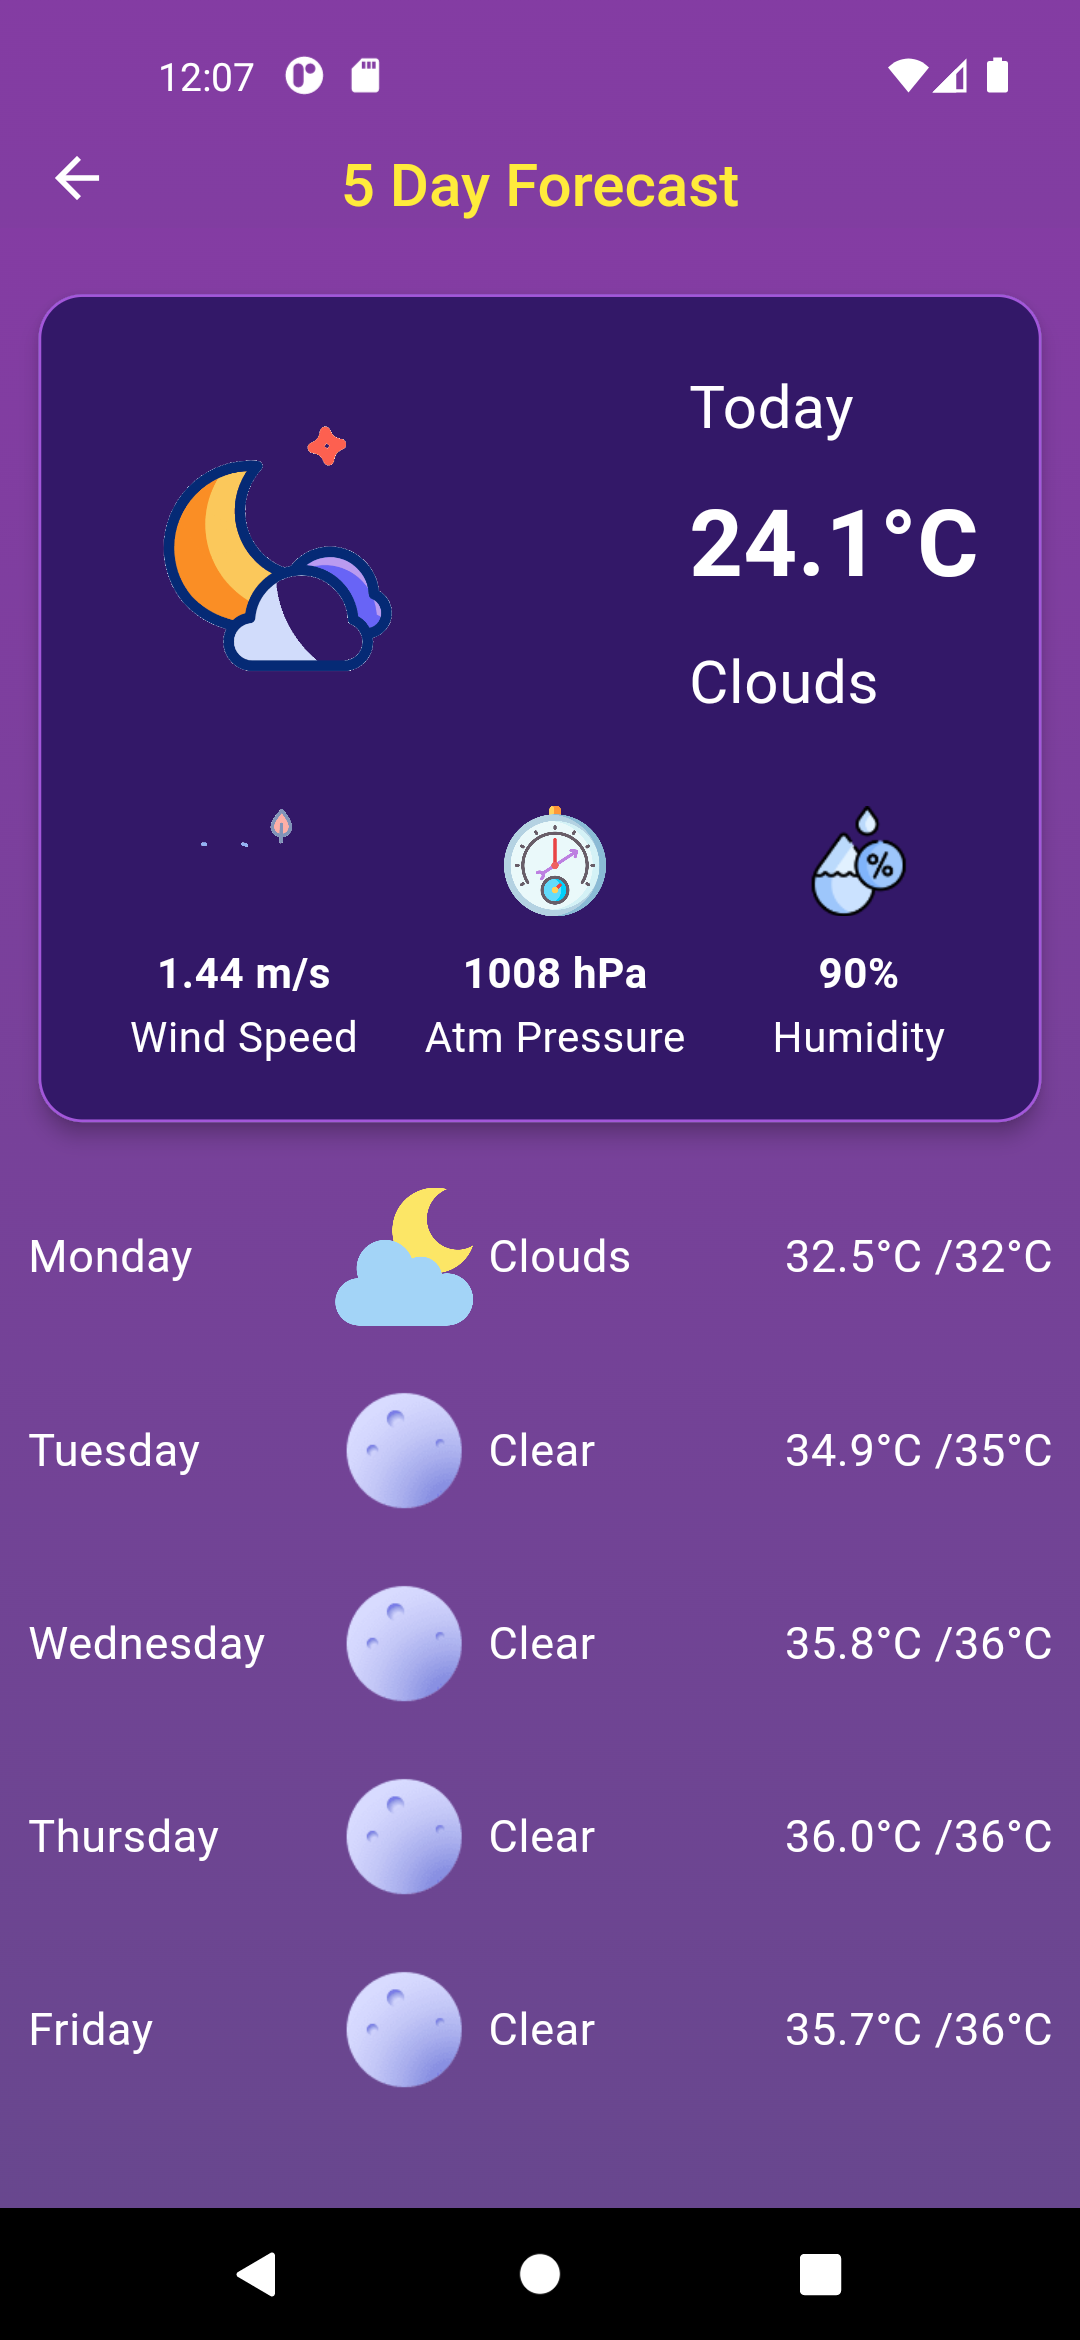 12:07
5 Day Forecast
Today
24.1°C
Clouds
%
1.44 m/s 1008 hPa 90%
Wind Speed Atm Pressure Humidity
Monday Clouds 32.5°C /32°C
Tuesday Clear 34.9°C /35°C
Wednesday Clear 35.8°C /36°C
Thursday Clear 36.0°C /36°C
Friday Clear 35.7°C /36°C